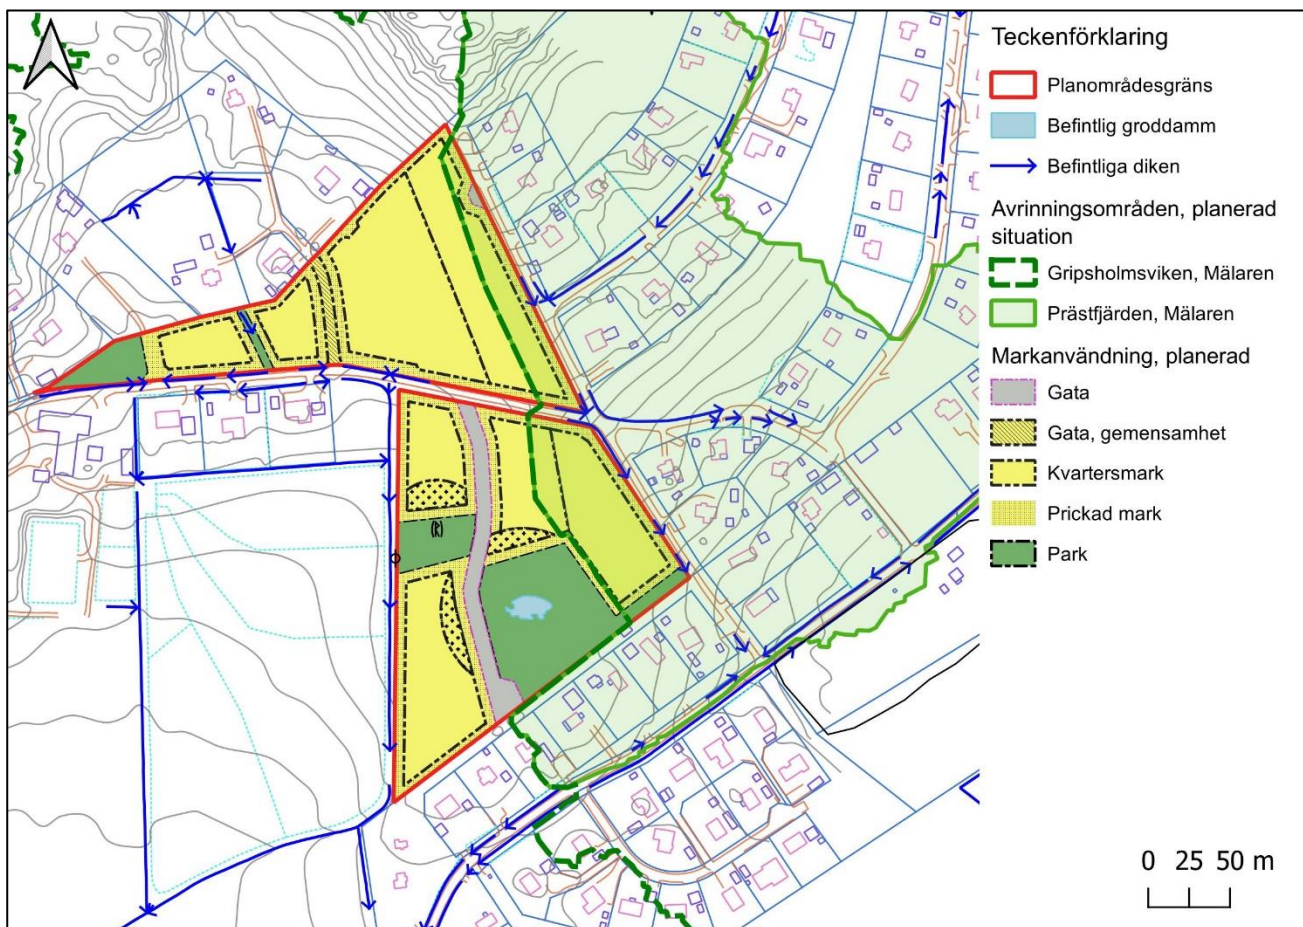 Teckenförklaring
Planområdesgräns
Befintlig groddamm
Befintliga diken
Avrinningsområden, planerad
situation
Gripsholmsviken, Mälaren
Prästfjärden, Mälaren
Markanvändning, planerad
Gata
Gata, gemensamhet
Kvartersmark
Prickad mark
Park
0 25 50 m